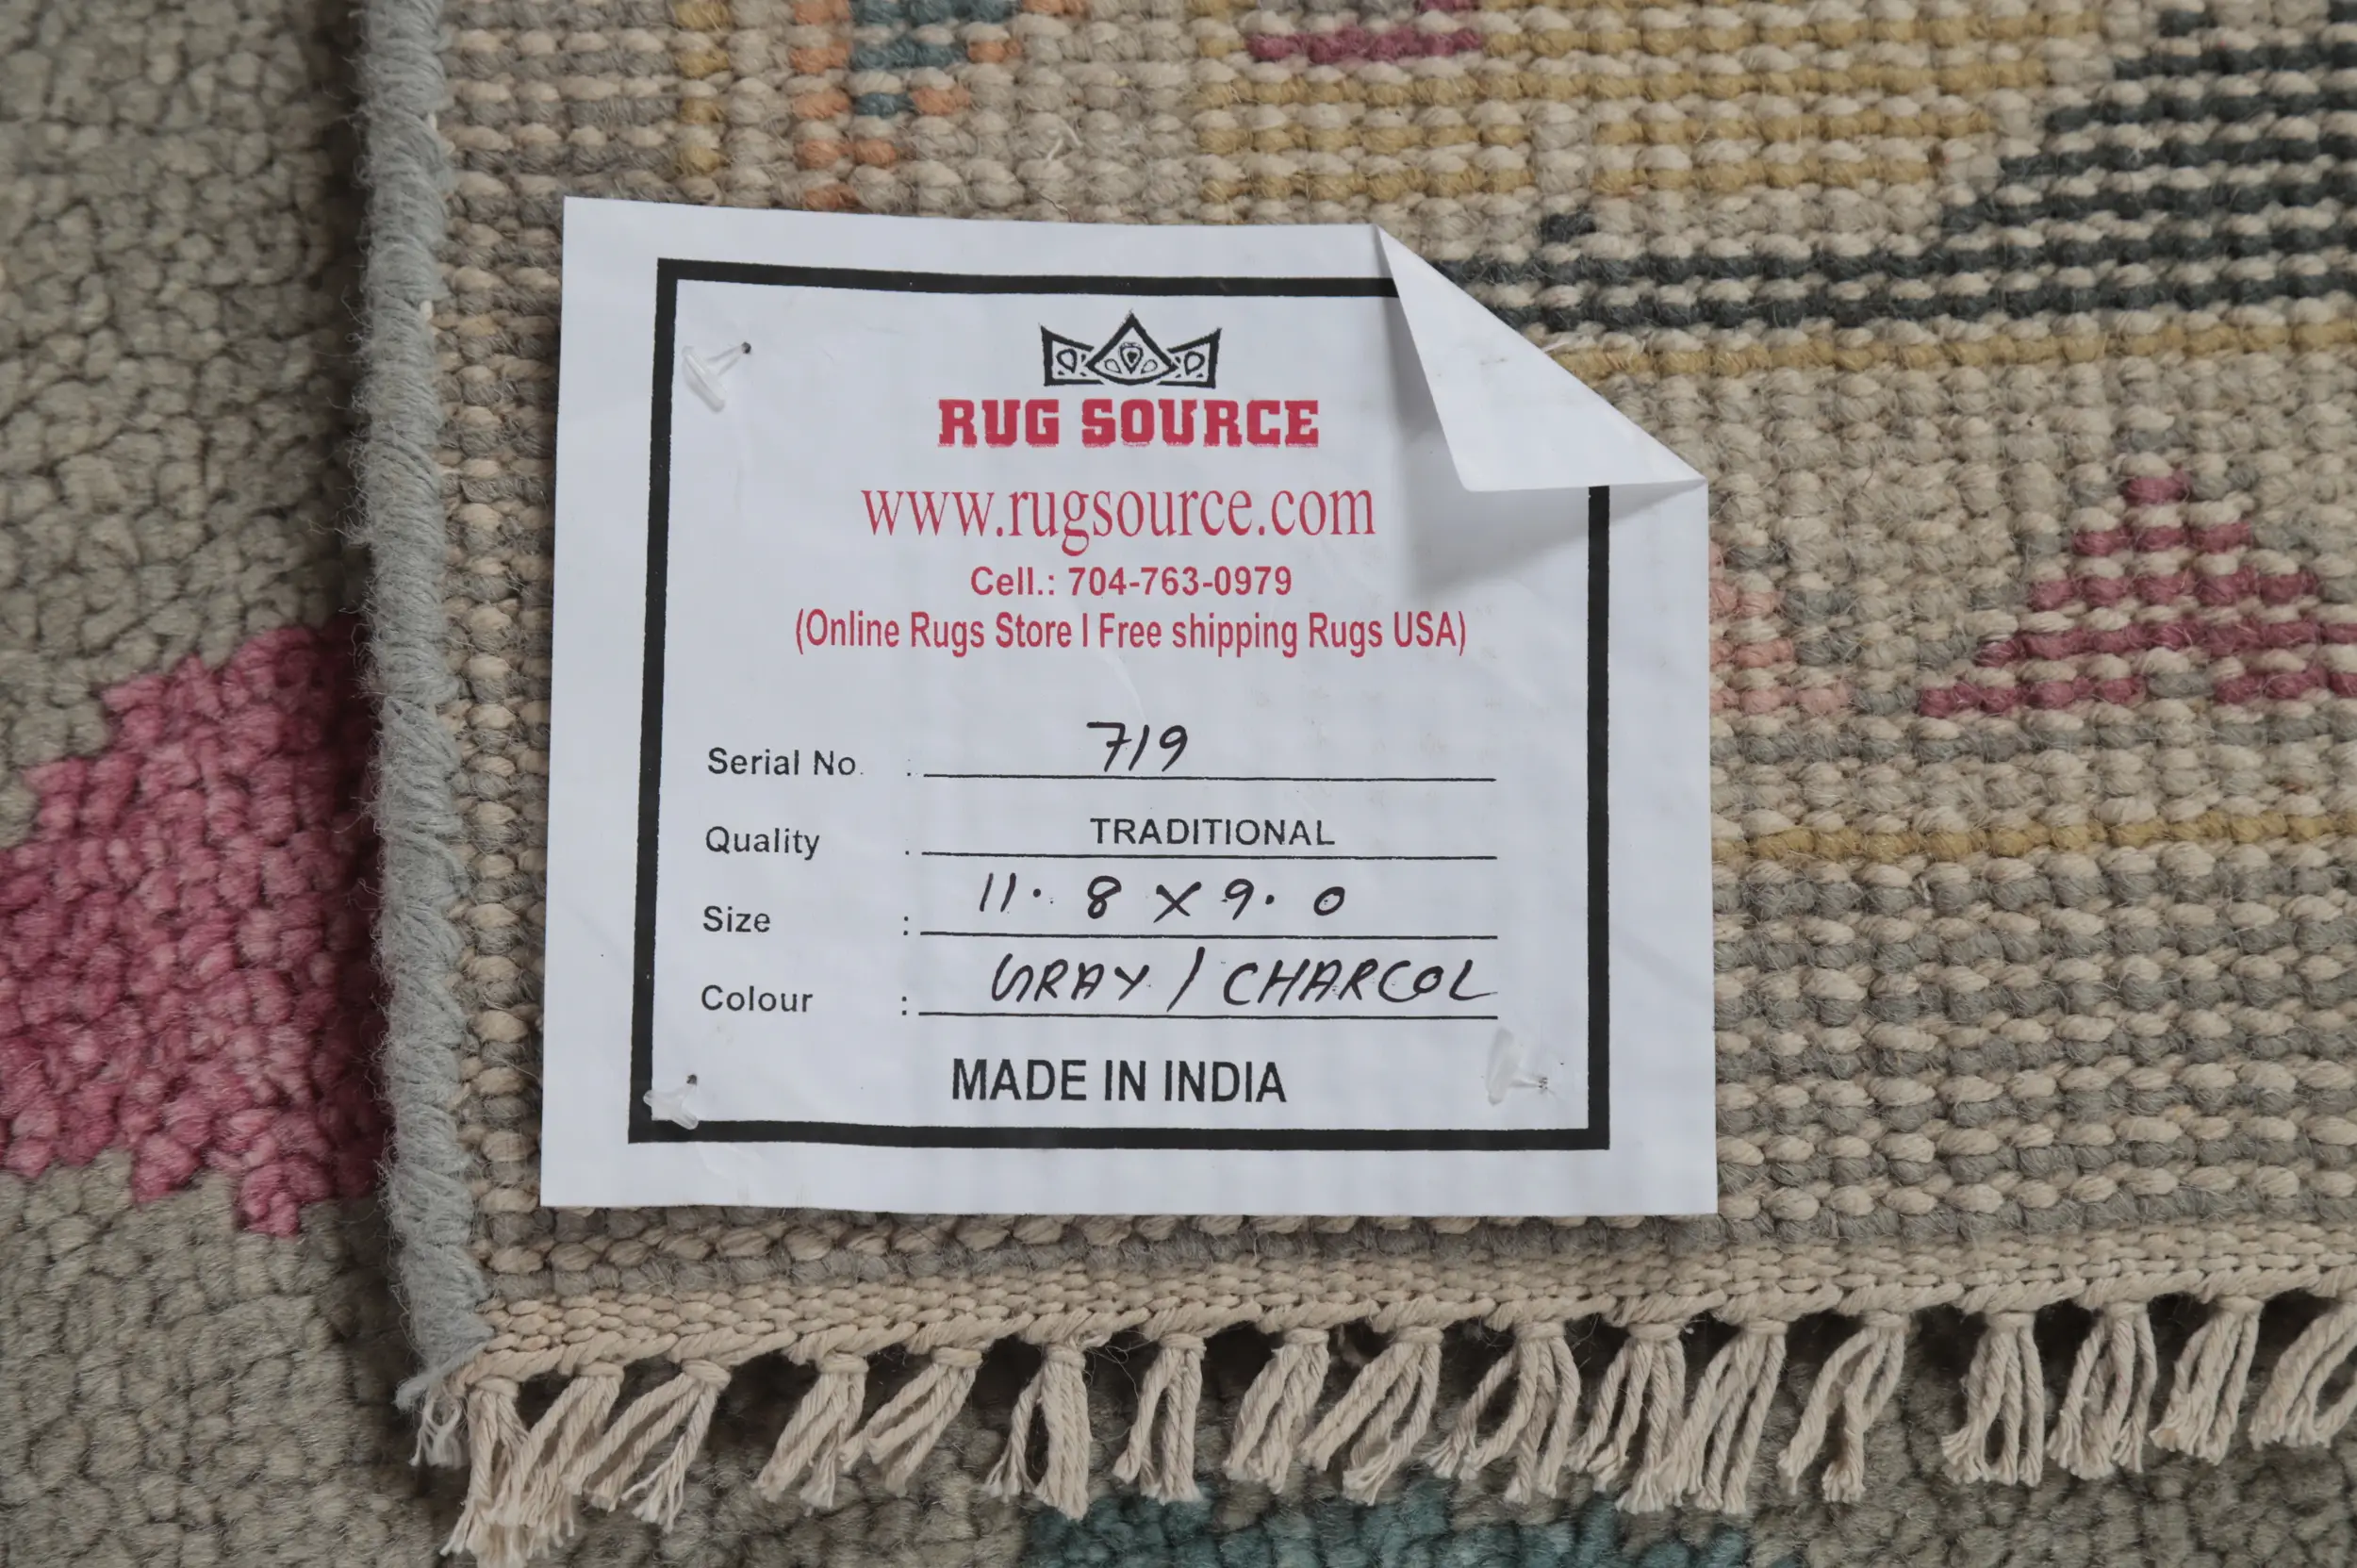 RUG SOURCE
www.rugsource.com
Cell.: 704-763-0979
(Online Rugs Store I Free shipping Rugs USA)
Serial No. : 719
Quality : TRADITIONAL
Size : 11. 8 X 9. 0
Colour : GRAY / CHARCOL
MADE IN INDIA